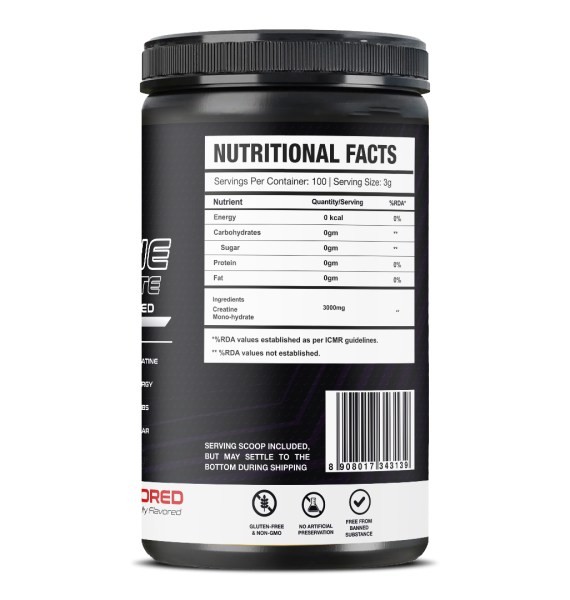 NUTRITIONAL FACTS
Servings Per Container: 100 | Serving Size: 3g
Nutrient Quantity/Serving %RDA*
Energy 0 kcal 0%
Carbohydrates 0gm **
Sugar 0gm **
Protein 0gm 0%
Fat 0gm 0%
Ingredients
Creatine
Mono-hydrate 3000mg **
*%RDA values established as per ICMR guidelines.
** %RDA values not established.
SERVING SCOOP INCLUDED,
BUT MAY SETTLE TO THE
BOTTOM DURING SHIPPING
8 908017 343139
GLUTEN-FREE
& NON-GMO
NO ARTIFICIAL
PRESERVATION
FREE FROM
BANNED
SUBSTANCE
Flavored